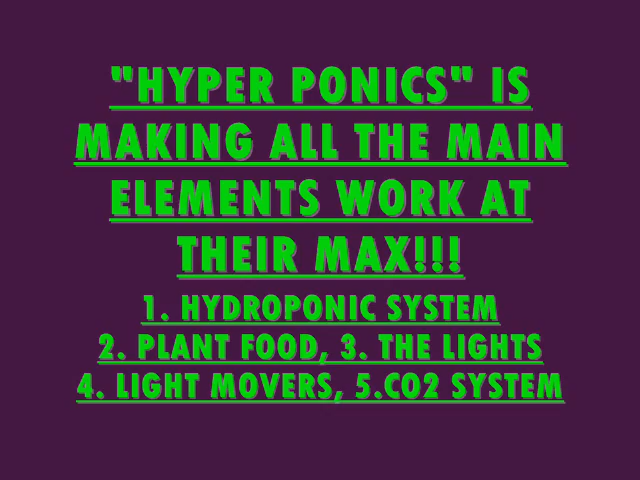 "HYPER PONICS" IS
MAKING ALL THE MAIN
ELEMENTS WORK AT
THEIR MAX!!!
1. HYDROPONIC SYSTEM
2. PLANT FOOD, 3. THE LIGHTS
4. LIGHT MOVERS, 5.CO2 SYSTEM